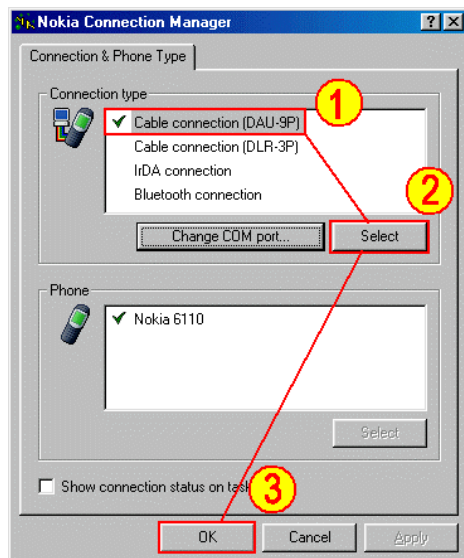 Nokia Connection Manager
Connection & Phone Type
Connection type
1
Cable connection (DAU-9P)
Cable connection (DLR-3P)
IrDA connection
Bluetooth connection
2
Change COM port...
Select
Phone
Nokia 6110
Select
Show connection status on
3
OK
Cancel
Apply